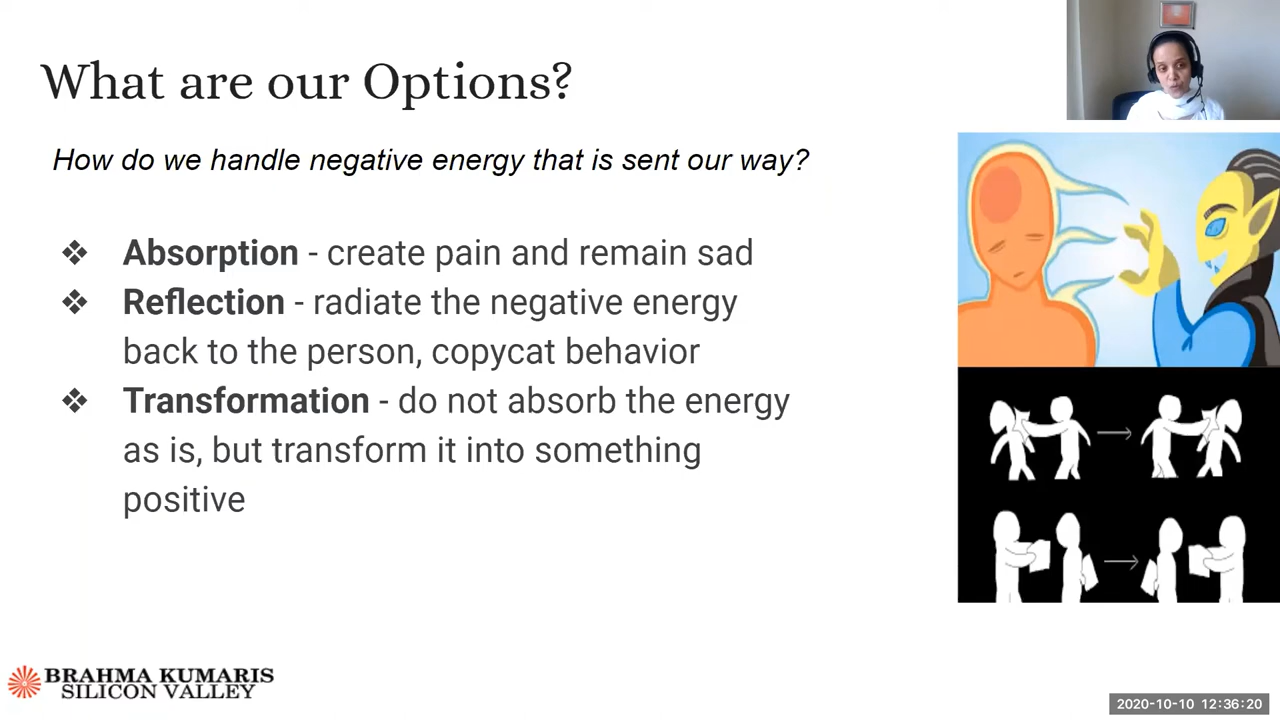 What are our Options?
How do we handle negative energy that is sent our way?
❖ Absorption - create pain and remain sad
❖ Reflection - radiate the negative energy
back to the person, copycat behavior
❖ Transformation - do not absorb the energy
as is, but transform it into something
positive
BRAHMA KUMARIS
SILICON VALLEY
2020-10-10 12:36:20